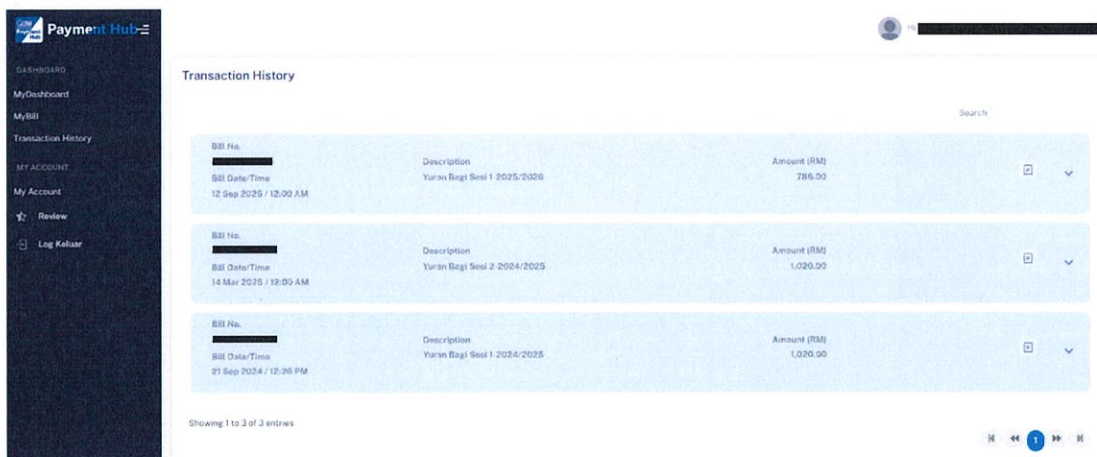 Payment Hub
Hi,
DASHBOARD
MyDashboard
MyBill
Transaction History
MY ACCOUNT
My Account
Review
Log Keluar
Transaction History
Search
Bill No.
Bill Date/Time
12 Sep 2025 / 12:00 AM
Description
Yuran Bagi Sesi 1-2025/2026
Amount (RM)
786.00
Bill No.
Bill Date/Time
14 Mar 2025 / 12:00 AM
Description
Yuran Bagi Sesi 2-2024/2025
Amount (RM)
1,020.00
Bill No.
Bill Date/Time
21 Sep 2024 / 12:26 PM
Description
Yuran Bagi Sesi 1-2024/2025
Amount (RM)
1,020.00
Showing 1 to 3 of 3 entries
1